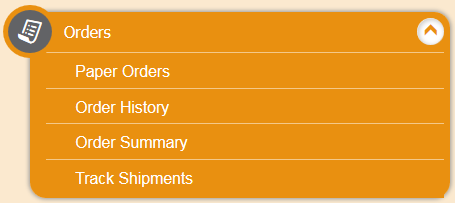 Orders
Paper Orders
Order History
Order Summary
Track Shipments